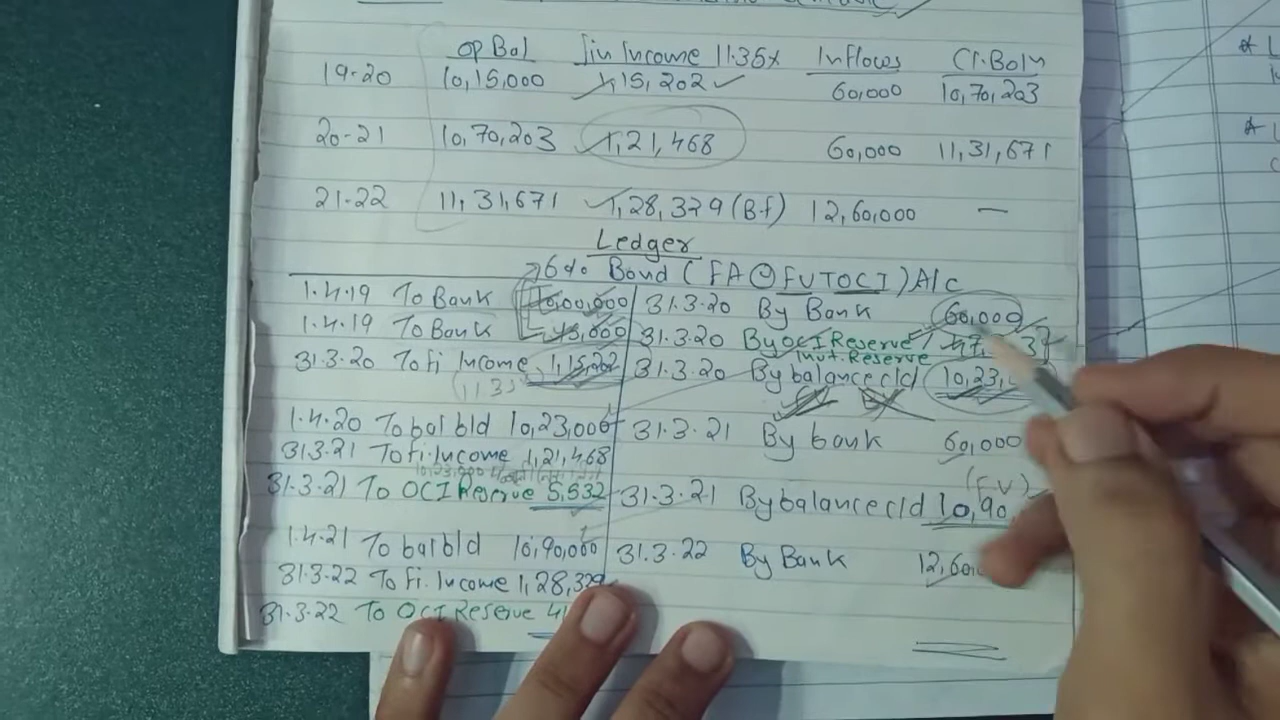 op Bal Iin Income 11.35% Inflows Cl. Baln
19-20 10,15,000 1,15,202 ✓ 60,000 10,70,203
20-21 10,70,203 1,21,468 60,000 11,31,671
21-22 11,31,671 1,28,329 (B.f) 12,60,000 —
Ledger
6% Bond (FA @ FVTOCI) A/c
1.4.19 To Bank 10,00,000 31.3.20 By Bank 60,000
1.4.19 To Bank 15,000 31.3.20 By OCI Reserve /
Invt. Reserve
31.3.20 To Fi Income 31.3.20 By balance c/d 10,23,
1.4.20 To bal b/d 10,23,000 31.3.21 By bank 60,000
31.3.21 To fi. Income 1,21,468
(F.V)
31.3.21 To OCI Reserve 5,532 31.3.21 By balance c/d 10,90
1.4.21 To bal b/d 10,90,000 31.3.22 By Bank 12,60,
31.3.22 To Fi. Income 1,28,329
31.3.22 To OCI Reserve 41